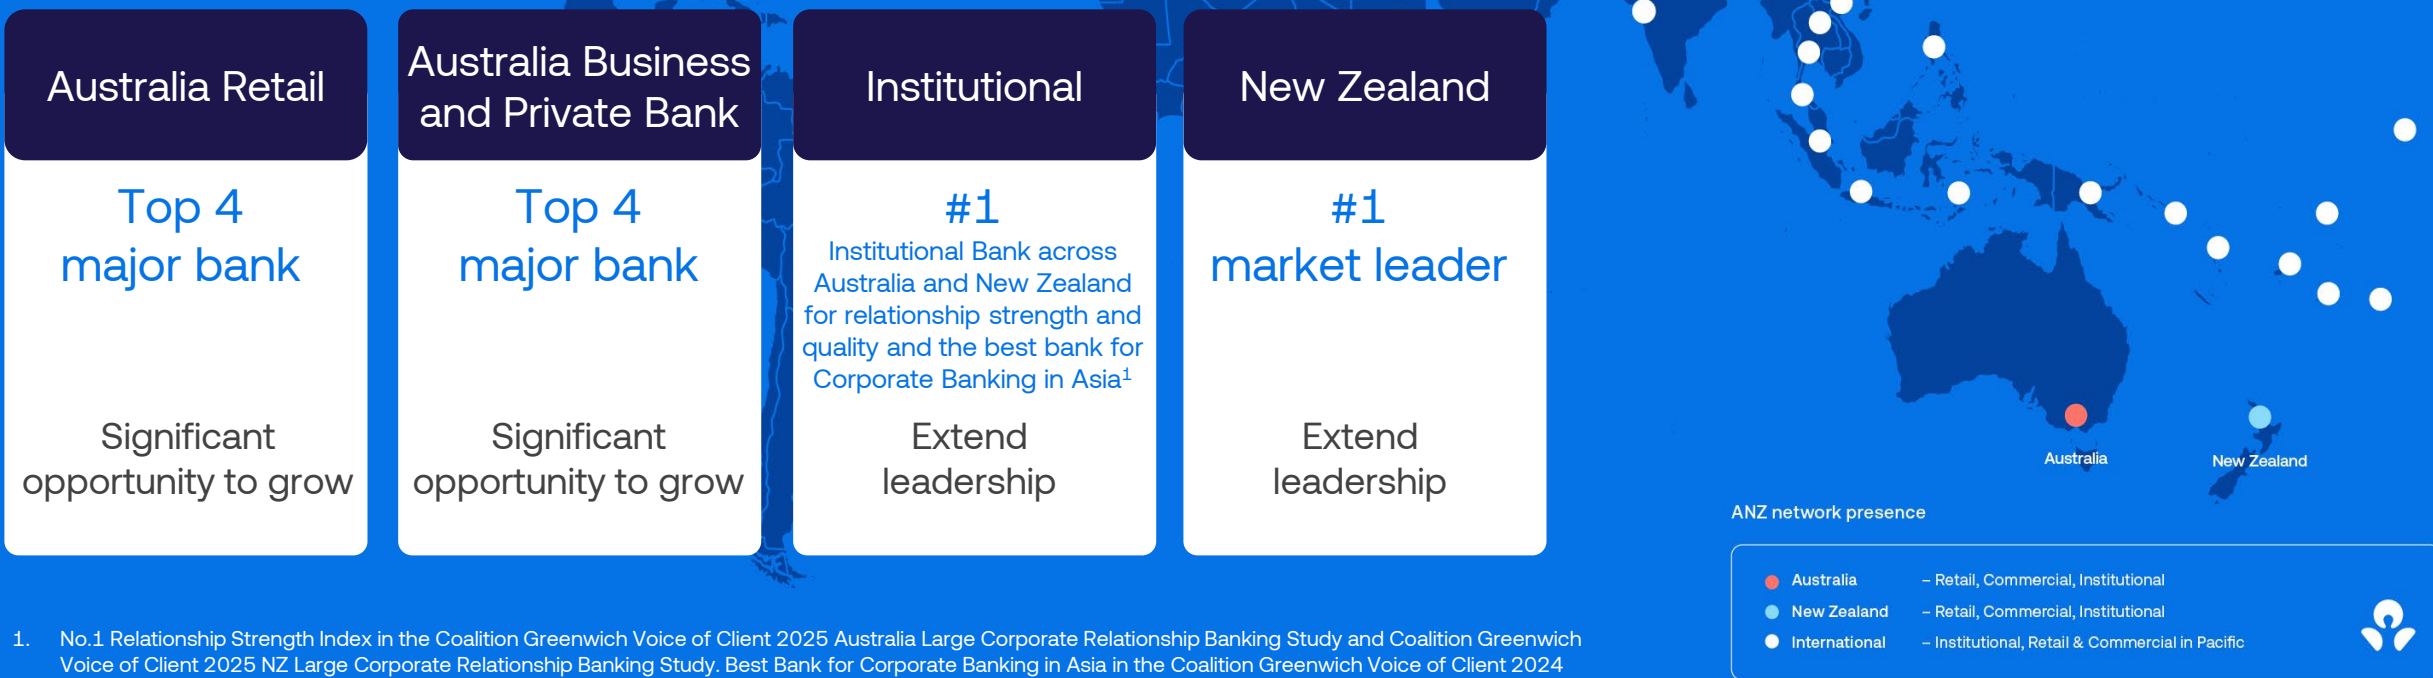 Australia Retail
Top 4
major bank
Significant
opportunity to grow
Australia Business
and Private Bank
Top 4
major bank
Significant
opportunity to grow
Institutional
#1
Institutional Bank across
Australia and New Zealand
for relationship strength and
quality and the best bank for
Corporate Banking in Asia¹
Extend
leadership
New Zealand
#1
market leader
Extend
leadership
Australia
New Zealand
ANZ network presence
Australia – Retail, Commercial, Institutional
New Zealand – Retail, Commercial, Institutional
International – Institutional, Retail & Commercial in Pacific
1. No.1 Relationship Strength Index in the Coalition Greenwich Voice of Client 2025 Australia Large Corporate Relationship Banking Study and Coalition Greenwich
Voice of Client 2025 NZ Large Corporate Relationship Banking Study. Best Bank for Corporate Banking in Asia in the Coalition Greenwich Voice of Client 2024